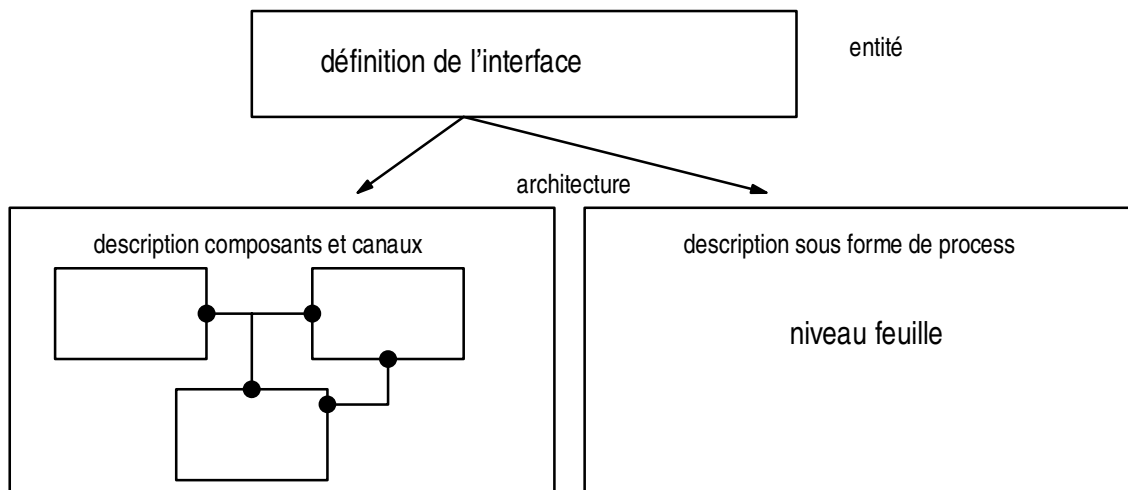 définition de l'interface
entité
architecture
description composants et canaux
description sous forme de process
niveau feuille